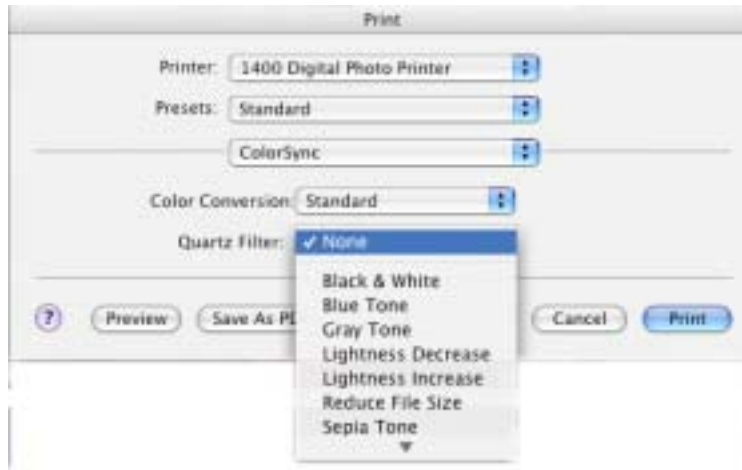 Print
Printer: 1400 Digital Photo Printer
Presets: Standard
ColorSync
Color Conversion: Standard
Quartz Filter: ✓ None
Black & White
Blue Tone
Gray Tone
Lightness Decrease
Lightness Increase
Reduce File Size
Sepia Tone
? Preview Save As PD Cancel Print